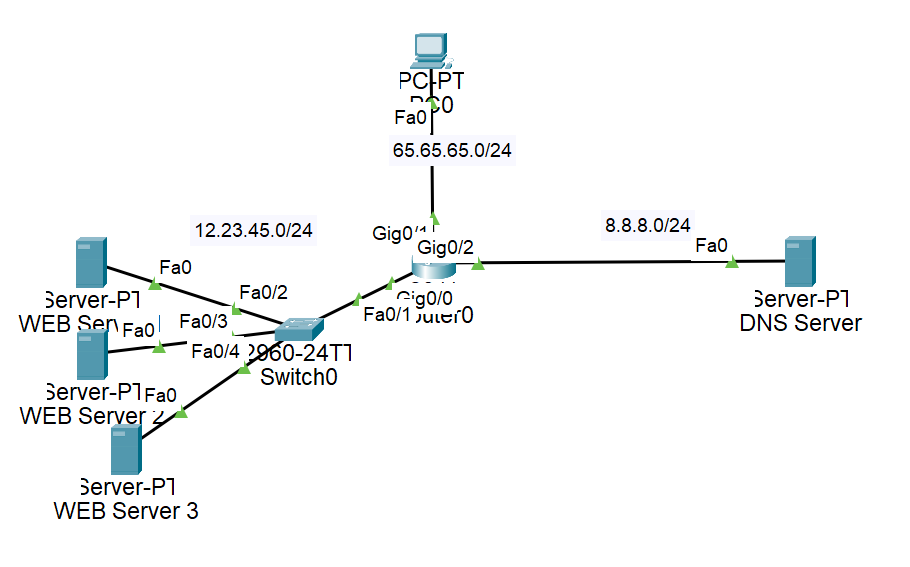 PC-PT
PC0
Fa0
65.65.65.0/24
12.23.45.0/24
8.8.8.0/24
Gig0/1
Gig0/2
Fa0
Fa0
Server-PT
WEB Server 1
Fa0/2
Gig0/0
Router0
Server-PT
DNS Server
Fa0
Fa0/3
Fa0/1
Fa0/4
2960-24TT
Switch0
Server-PT
WEB Server 2
Fa0
Server-PT
WEB Server 3